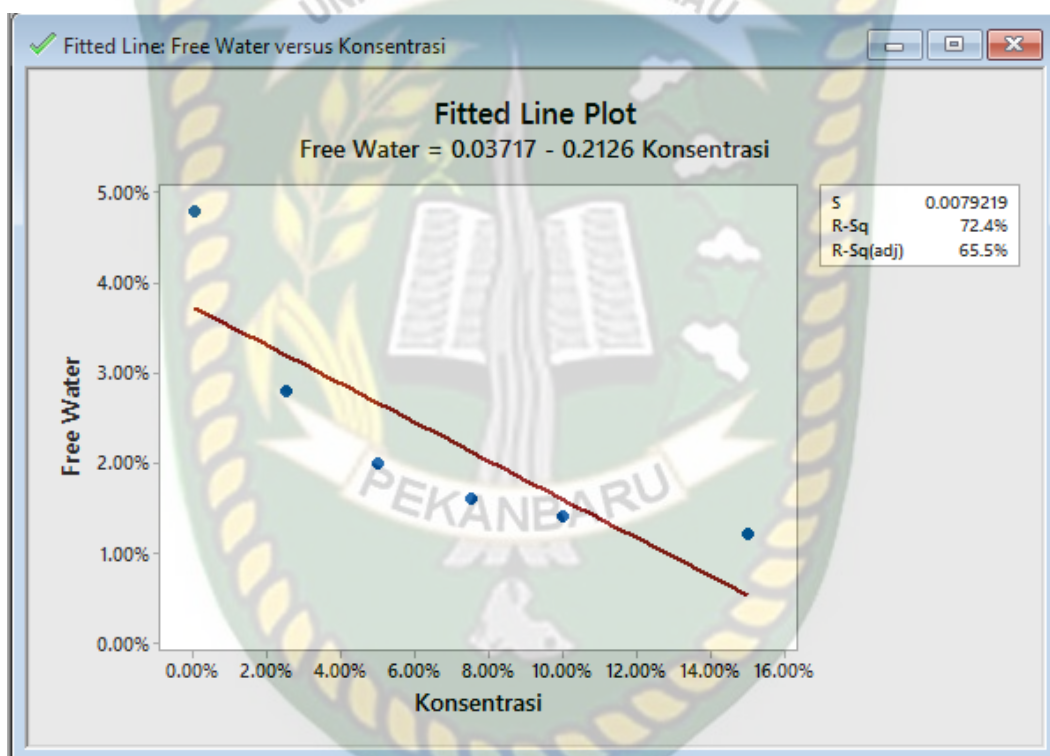 Fitted Line: Free Water versus Konsentrasi
Fitted Line Plot
Free Water = 0.03717 - 0.2126 Konsentrasi
S 0.0079219
R-Sq 72.4%
R-Sq(adj) 65.5%
5.00%
4.00%
3.00%
2.00%
1.00%
0.00%
Free Water
0.00% 2.00% 4.00% 6.00% 8.00% 10.00% 12.00% 14.00% 16.00%
Konsentrasi
PEKANBARU